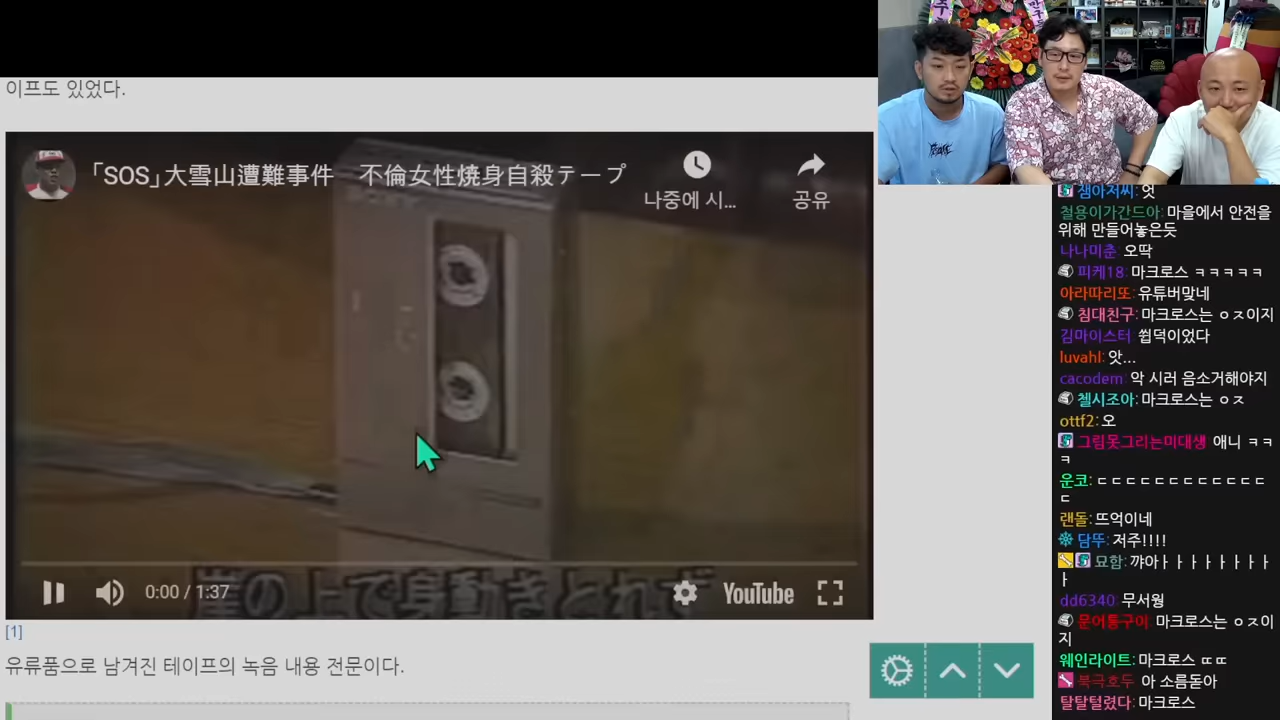 이프도 있었다.
「SOS」大雪山遭難事件 不倫女性焼身自殺テープ
나중에 시...
공유
崖の上で身動きとれず
0:00 / 1:37
YouTube
[1]
유류품으로 남겨진 테이프의 녹음 내용 전문이다.
잼아저씨: 엇
철용이가간드아: 마을에서 안전을
위해 만들어놓은듯
나나미춘 오딱
피케18: 마크로스 ㅋㅋㅋㅋㅋ
아라따리또: 유튜버맞네
침대친구: 마크로스는 ㅇㅈ이지
김마이스터 씹덕이었다
luvahl: 앗...
cacodem 악 시러 음소거해야지
첼시조아: 마크로스는 ㅇㅈ
ottf2: 오
그림못그리는미대생 애니 ㅋㅋ
ㅋ
운코: ㄷㄷㄷㄷㄷㄷㄷㄷㄷㄷㄷㄷ
ㄷ
랜돌: 뜨억이네
담뚜: 저주!!!!
묘함: 꺄아ㅏㅏㅏㅏㅏㅏㅏㅏ
ㅏ
dd6340: 무서웡
문어통구이 마크로스는 ㅇㅈ이
지
웨인라이트: 마크로스 ㄸㄸ
북극호두 아 소름돋아
탈탈털렸다: 마크로스